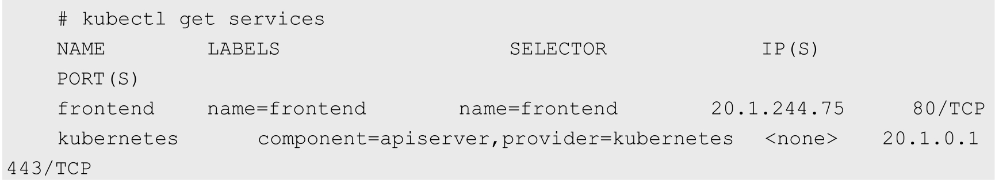 # kubectl get services
NAME LABELS SELECTOR IP(S)
PORT(S)
frontend name=frontend name=frontend 20.1.244.75 80/TCP
kubernetes component=apiserver,provider=kubernetes <none> 20.1.0.1
443/TCP